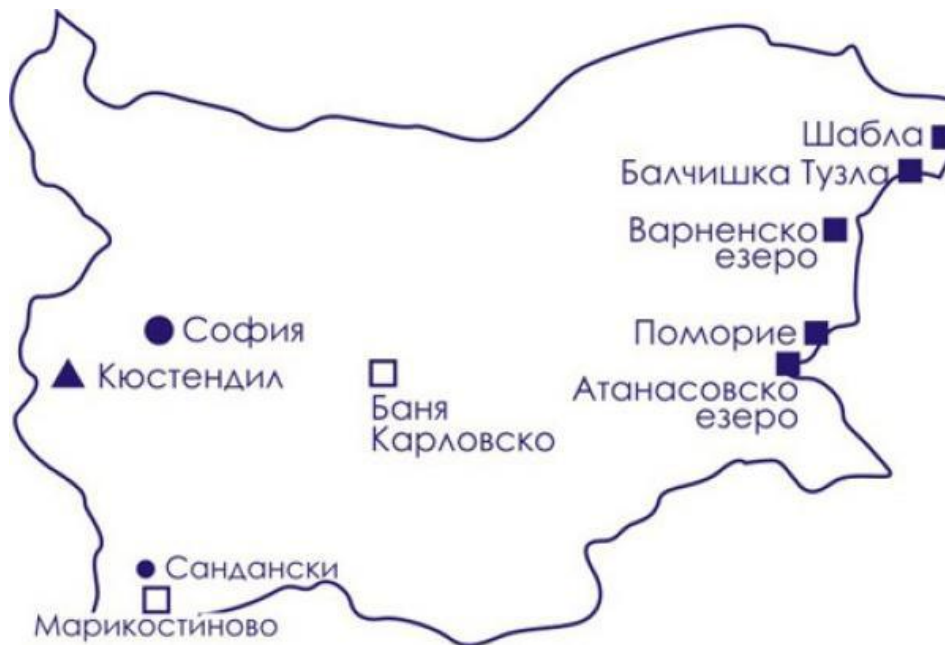 Шабла
Балчишка Тузла
Варненско
езеро
София
Поморие
Кюстендил
Атанасовско
езеро
Баня
Карловско
Сандански
Марикостиново